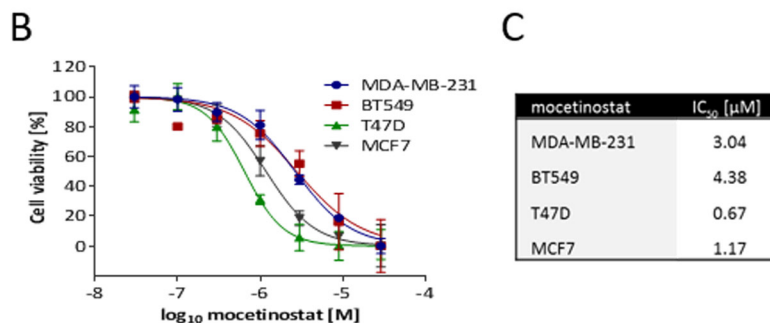 B
C
120
100
80
60
40
20
0
Cell viability [%]
MDA-MB-231
BT549
T47D
MCF7
-8 -7 -6 -5 -4
log₁₀ mocetinostat [M]
mocetinostat IC₅₀ [µM]
MDA-MB-231 3.04
BT549 4.38
T47D 0.67
MCF7 1.17